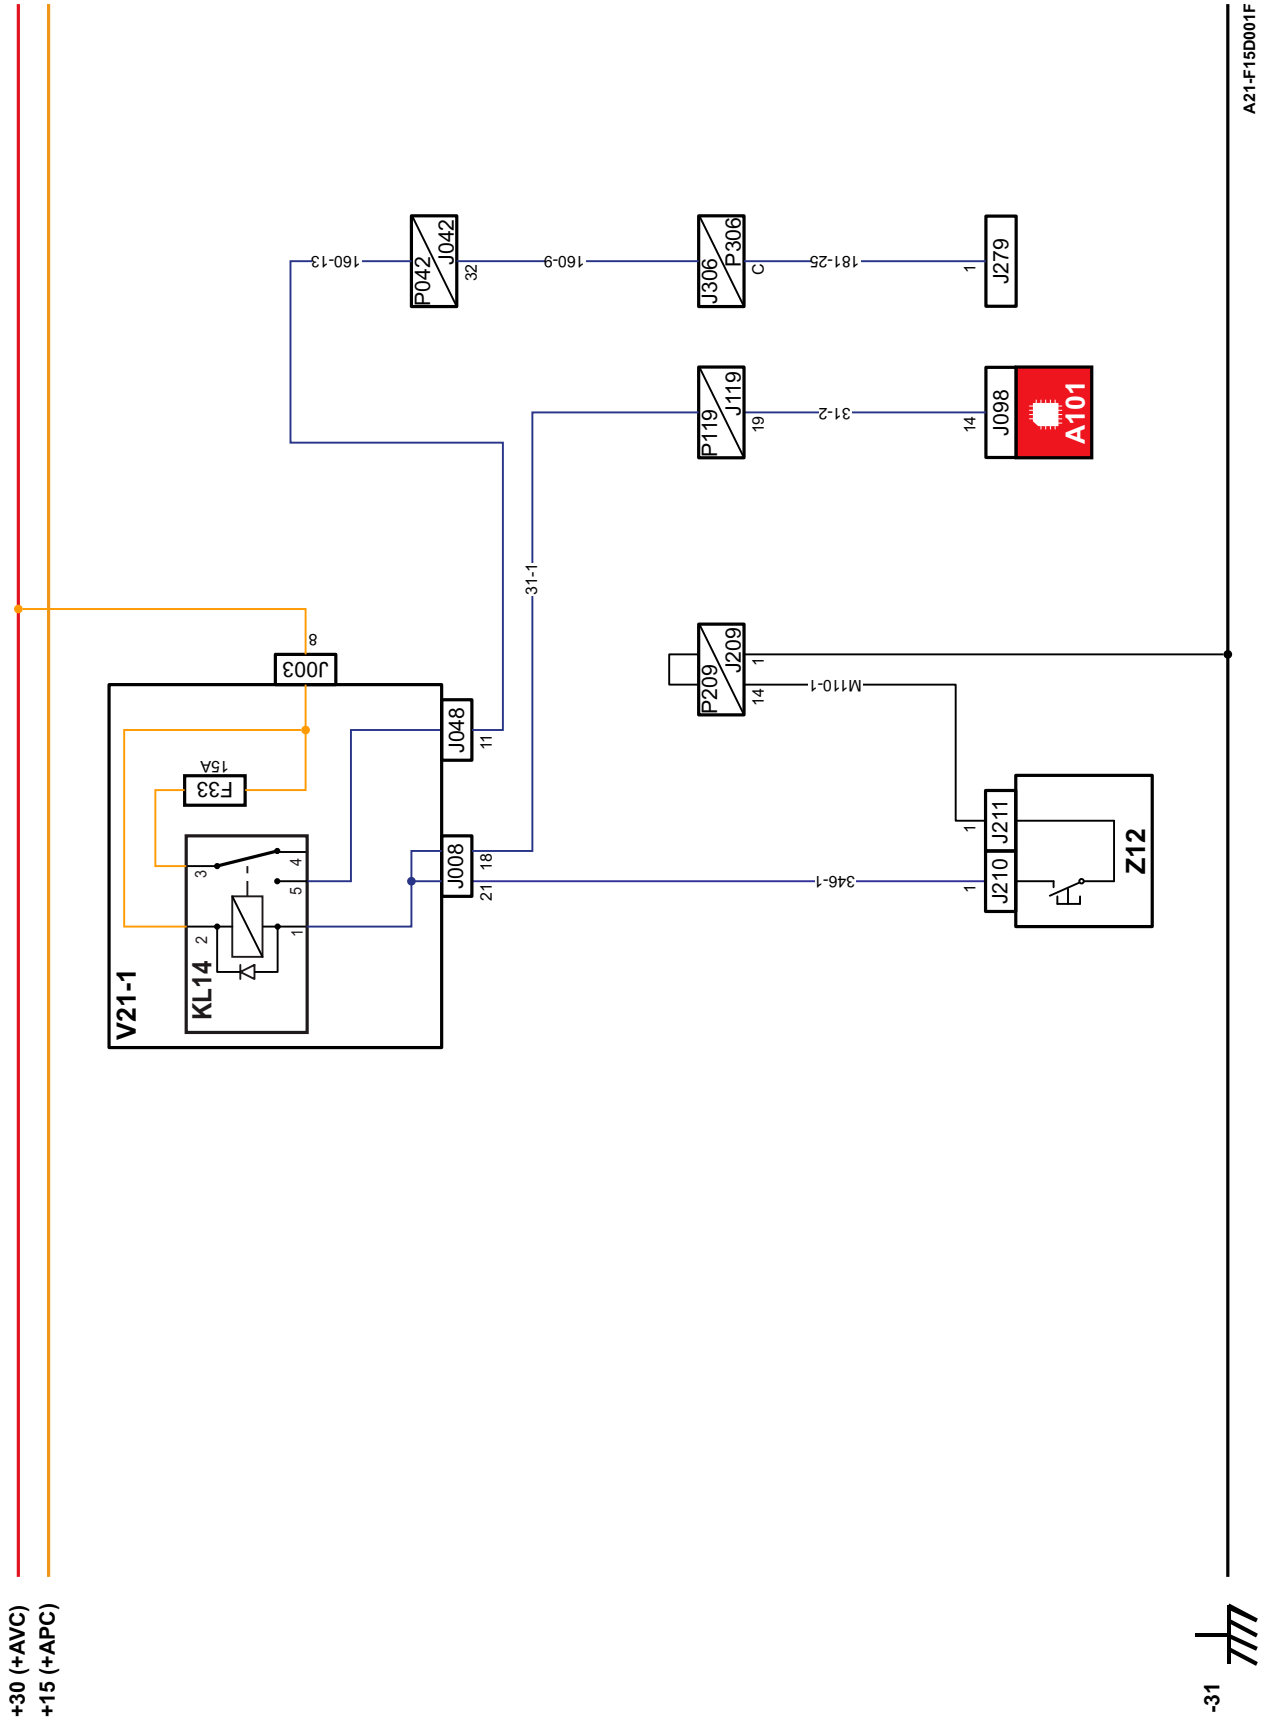 +30 (+AVC)
+15 (+APC)
V21-1
KL14
2
1
3
5
4
F33
15A
J003
8
J008
21
18
J048
11
346-1
31-1
160-13
P042
J042
32
160-9
J306
P306
C
181-25
1
J279
P119
J119
19
31-2
14
J098
A101
P209
J209
14
1
M110-1
1
J210
1
J211
Z12
-31
A21-F15D001F